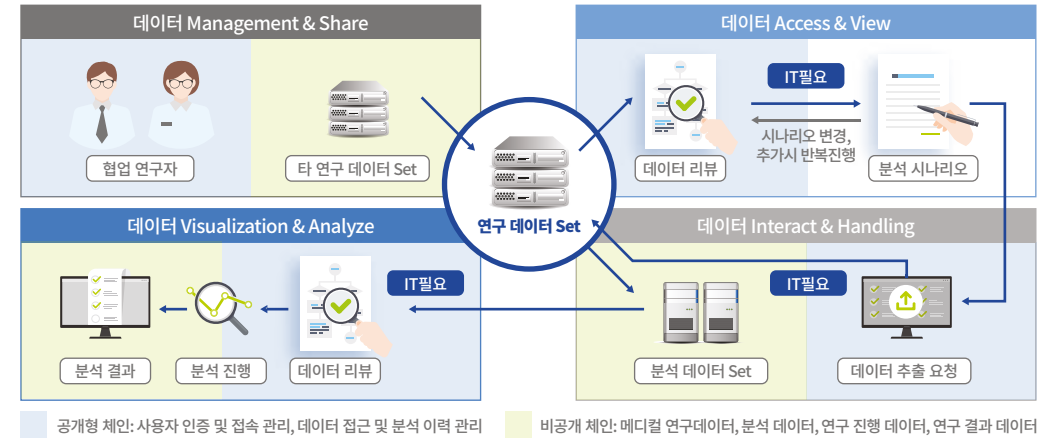 데이터 Management & Share
협업 연구자
타 연구 데이터 Set
데이터 Access & View
데이터 리뷰
IT필요
시나리오 변경,
추가시 반복진행
분석 시나리오
연구 데이터 Set
데이터 Visualization & Analyze
분석 결과
분석 진행
데이터 리뷰
IT필요
데이터 Interact & Handling
분석 데이터 Set
IT필요
데이터 추출 요청
공개형 체인: 사용자 인증 및 접속 관리, 데이터 접근 및 분석 이력 관리
비공개 체인: 메디컬 연구데이터, 분석 데이터, 연구 진행 데이터, 연구 결과 데이터